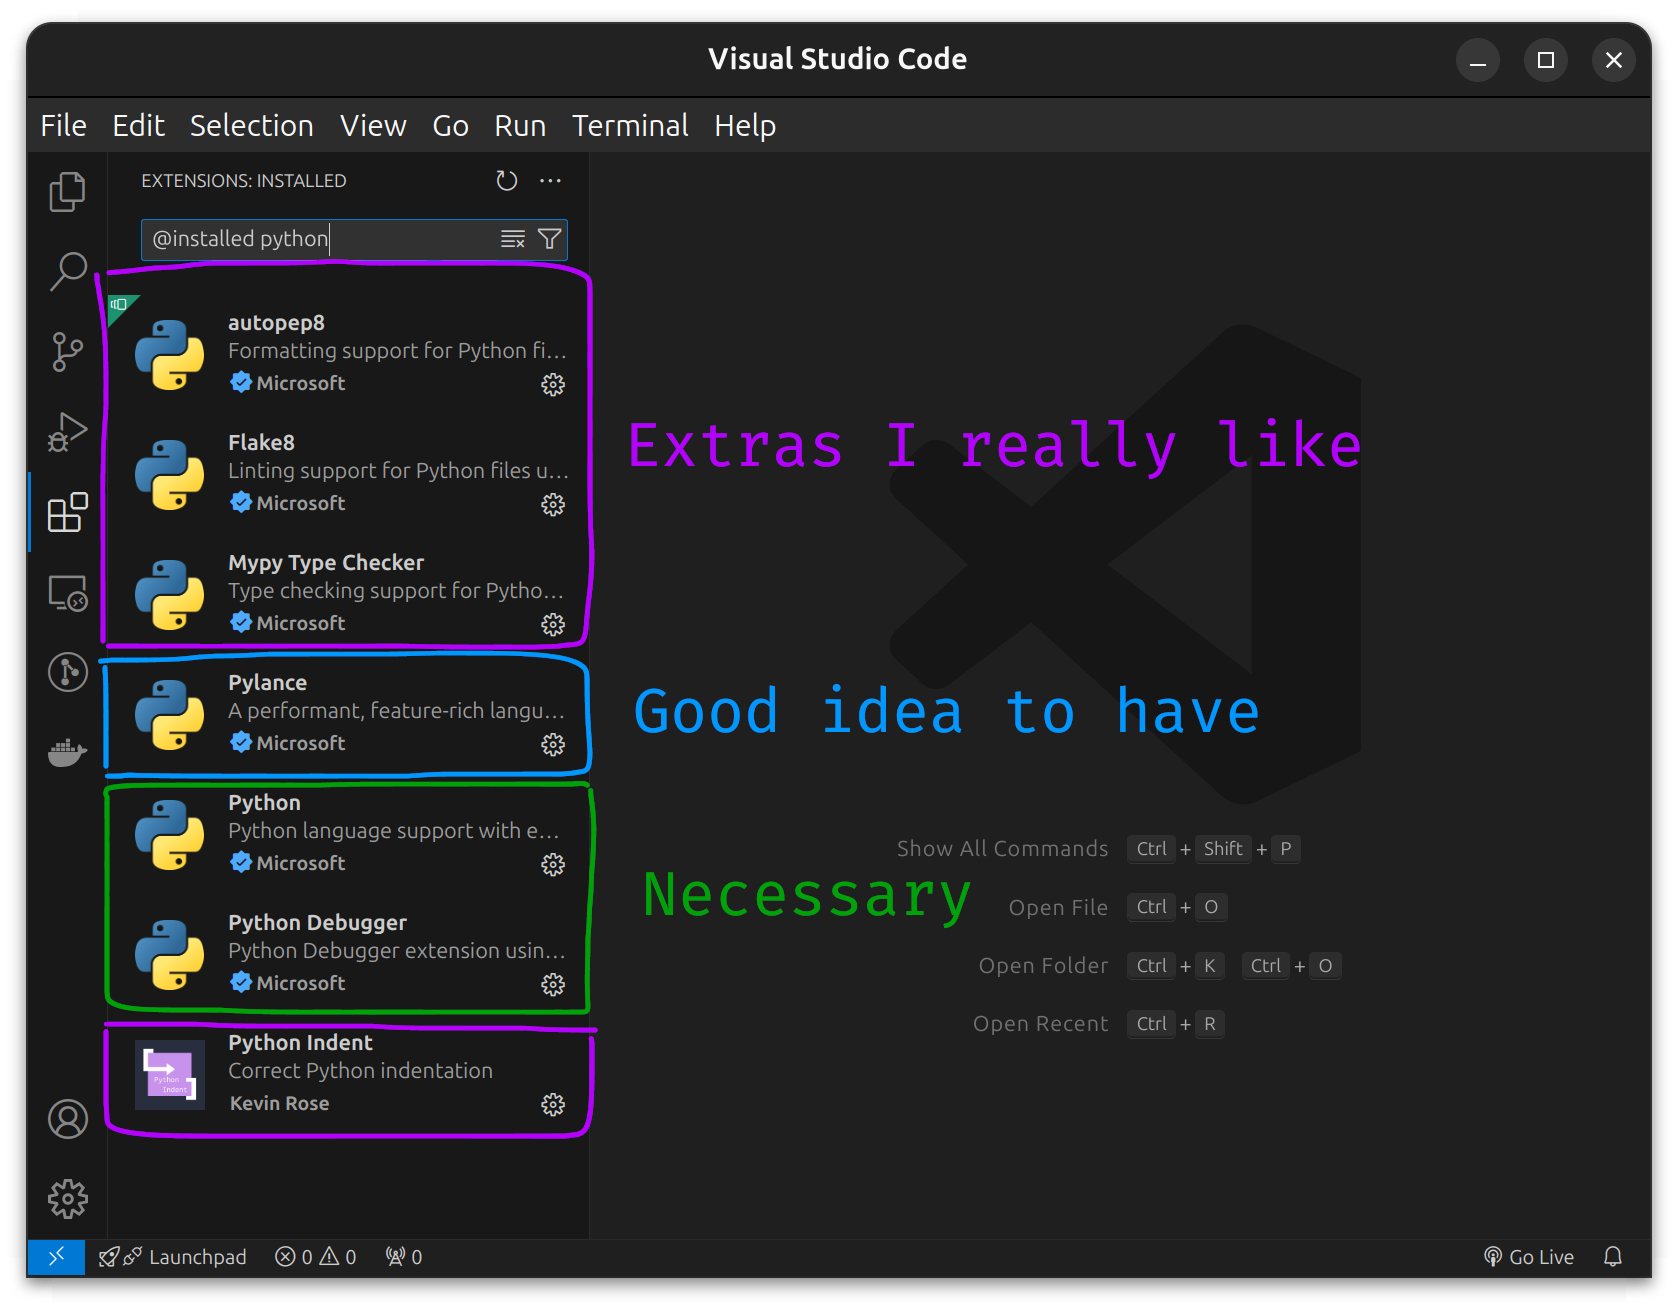 Visual Studio Code
File Edit Selection View Go Run Terminal Help
EXTENSIONS: INSTALLED
@installed python
autopep8
Formatting support for Python fi...
Microsoft
Flake8
Linting support for Python files u...
Microsoft
Mypy Type Checker
Type checking support for Pytho...
Microsoft
Extras I really like
Pylance
A performant, feature-rich langu...
Microsoft
Good idea to have
Python
Python language support with e...
Microsoft
Python Debugger
Python Debugger extension usin...
Microsoft
Necessary
Python Indent
Correct Python indentation
Kevin Rose
Python
Indent
Show All Commands Ctrl + Shift + P
Open File Ctrl + O
Open Folder Ctrl + K Ctrl + O
Open Recent Ctrl + R
Launchpad 0 0 0 Go Live